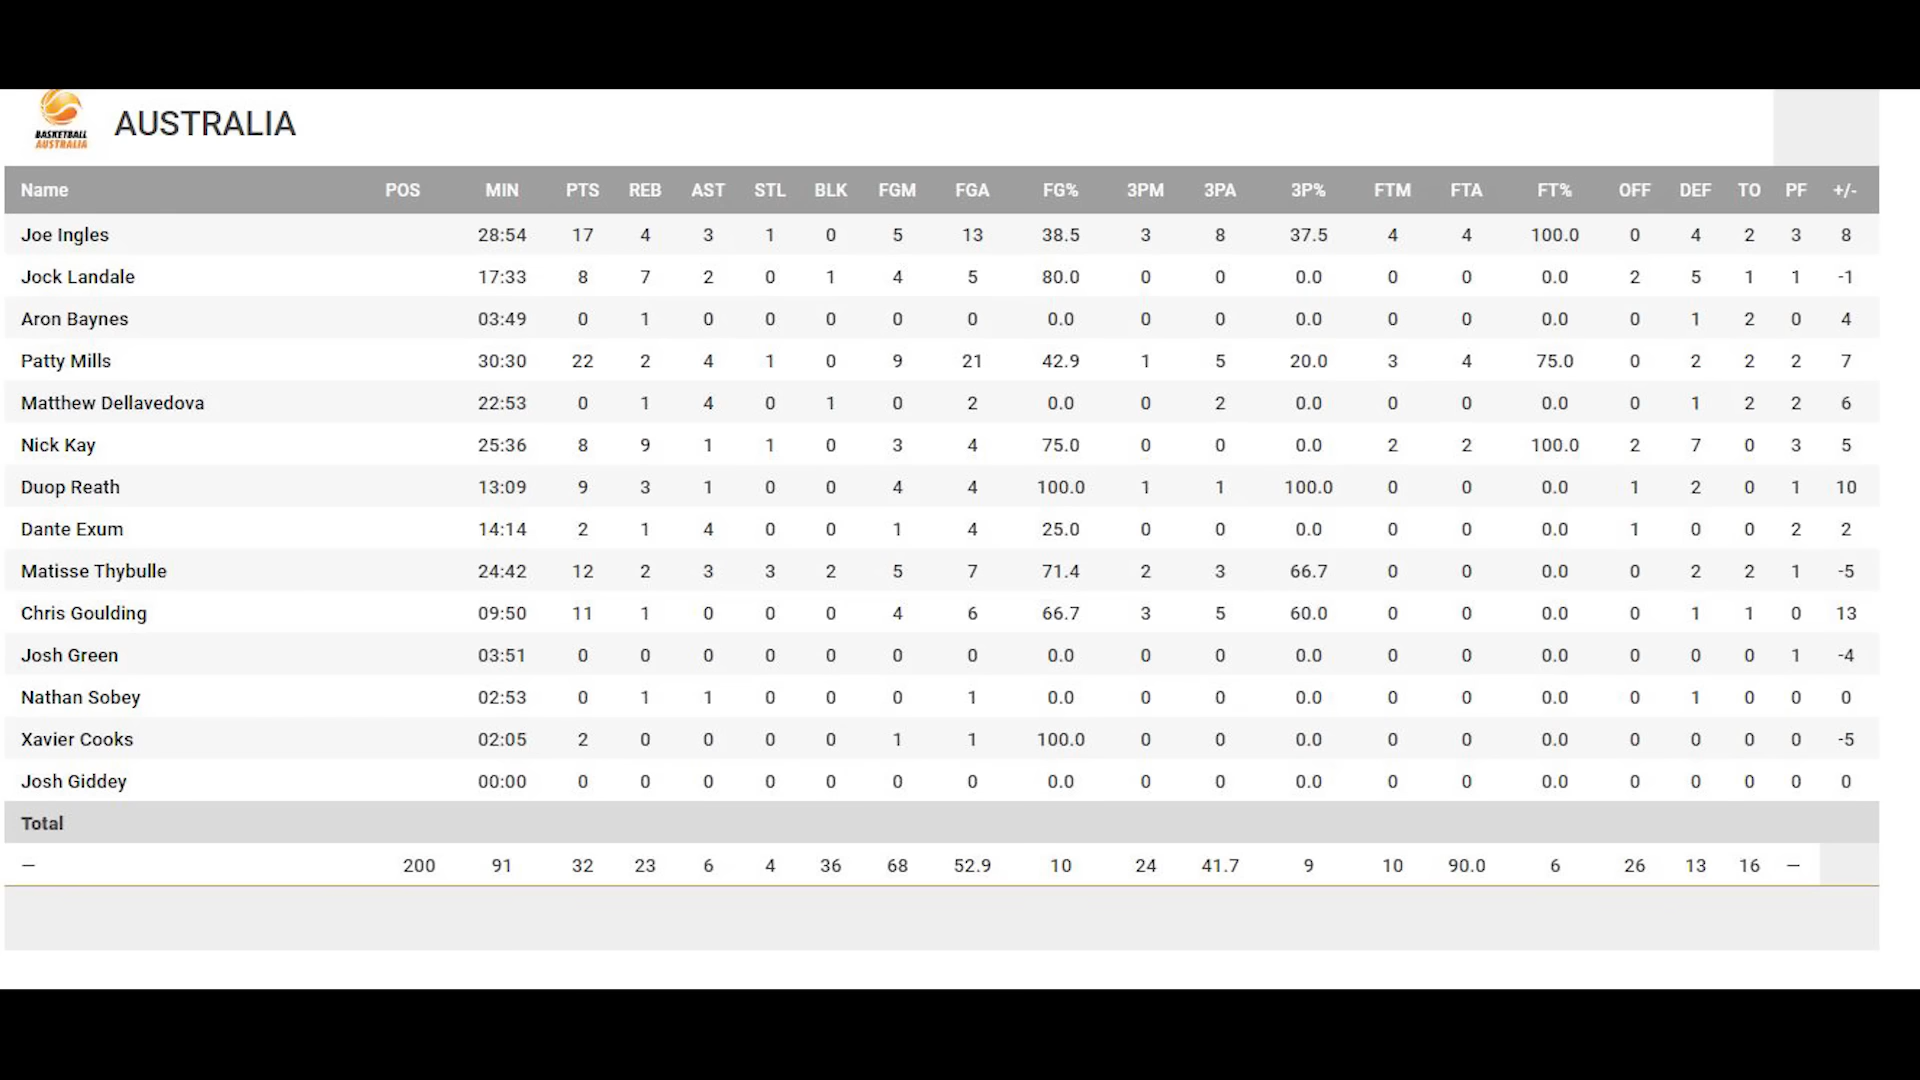 BASKETBALL
AUSTRALIA
AUSTRALIA
Name POS MIN PTS REB AST STL BLK FGM FGA FG% 3PM 3PA 3P% FTM FTA FT% OFF DEF TO PF +/-
Joe Ingles 28:54 17 4 3 1 0 5 13 38.5 3 8 37.5 4 4 100.0 0 4 2 3 8
Jock Landale 17:33 8 7 2 0 1 4 5 80.0 0 0 0.0 0 0 0.0 2 5 1 1 -1
Aron Baynes 03:49 0 1 0 0 0 0 0 0.0 0 0 0.0 0 0 0.0 0 1 2 0 4
Patty Mills 30:30 22 2 4 1 0 9 21 42.9 1 5 20.0 3 4 75.0 0 2 2 2 7
Matthew Dellavedova 22:53 0 1 4 0 1 0 2 0.0 0 2 0.0 0 0 0.0 0 1 2 2 6
Nick Kay 25:36 8 9 1 1 0 3 4 75.0 0 0 0.0 2 2 100.0 2 7 0 3 5
Duop Reath 13:09 9 3 1 0 0 4 4 100.0 1 1 100.0 0 0 0.0 1 2 0 1 10
Dante Exum 14:14 2 1 4 0 0 1 4 25.0 0 0 0.0 0 0 0.0 1 0 0 2 2
Matisse Thybulle 24:42 12 2 3 3 2 5 7 71.4 2 3 66.7 0 0 0.0 0 2 2 1 -5
Chris Goulding 09:50 11 1 0 0 0 4 6 66.7 3 5 60.0 0 0 0.0 0 1 1 0 13
Josh Green 03:51 0 0 0 0 0 0 0 0.0 0 0 0.0 0 0 0.0 0 0 0 1 -4
Nathan Sobey 02:53 0 1 1 0 0 0 1 0.0 0 0 0.0 0 0 0.0 0 1 0 0 0
Xavier Cooks 02:05 2 0 0 0 0 1 1 100.0 0 0 0.0 0 0 0.0 0 0 0 0 -5
Josh Giddey 00:00 0 0 0 0 0 0 0 0.0 0 0 0.0 0 0 0.0 0 0 0 0 0
Total
— 200 91 32 23 6 4 36 68 52.9 10 24 41.7 9 10 90.0 6 26 13 16 —